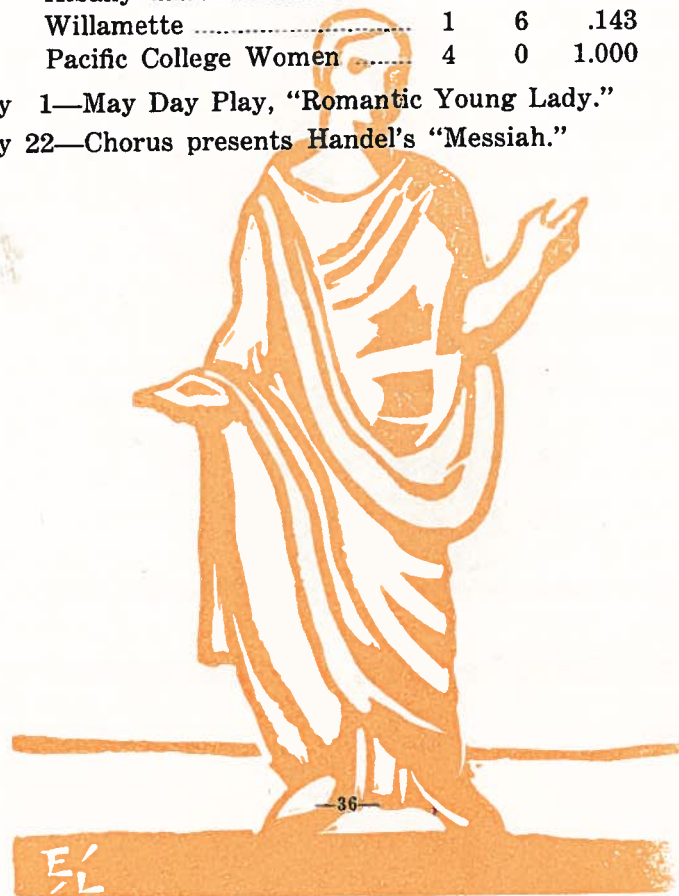 Willamette ........................ 1 6 .143
Pacific College Women ...... 4 0 1.000
y 1—May Day Play, “Romantic Young Lady.”
y 22—Chorus presents Handel’s “Messiah.”
—36—
E/
/L